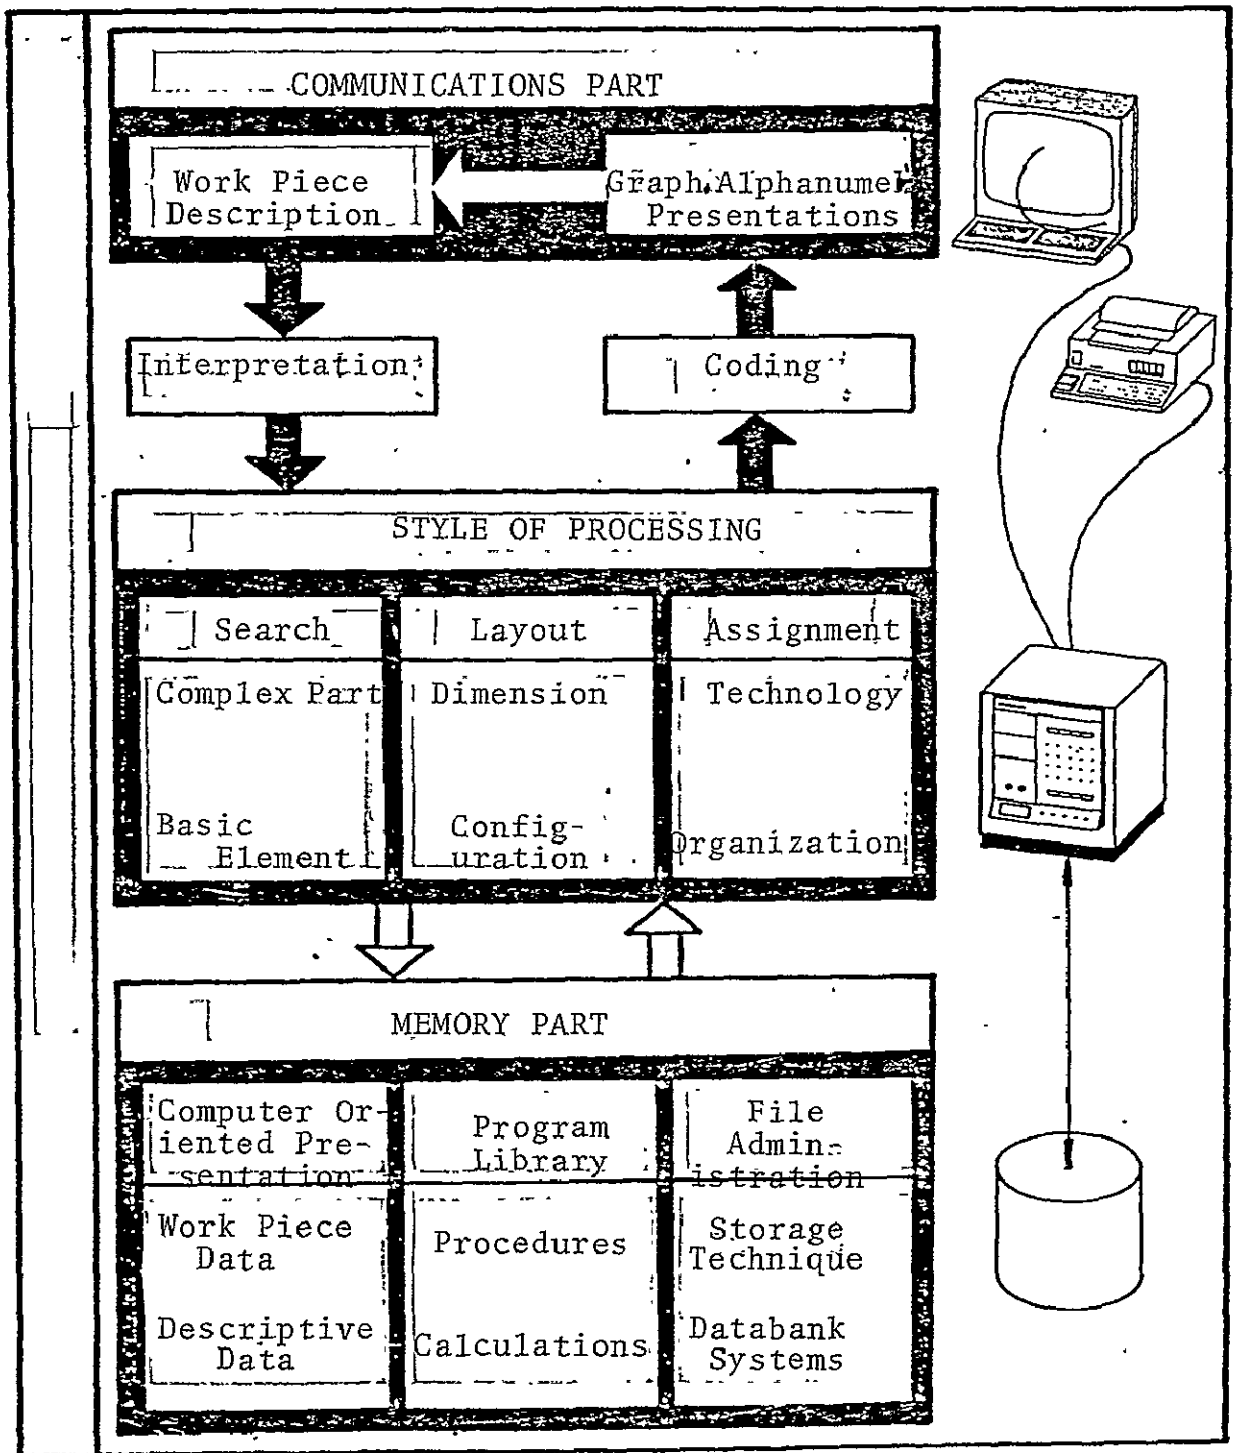 COMMUNICATIONS PART
Work Piece
Description
Graph.Alphanumer.
Presentations
Interpretation
Coding
STYLE OF PROCESSING
Search
Layout
Assignment
Complex Part
Dimension
Technology
Basic
Element
Config-
uration
Organization
MEMORY PART
Computer Or-
iented Pre-
sentation
Program
Library
File
Admin-
istration
Work Piece
Data
Procedures
Storage
Technique
Descriptive
Data
Calculations
Databank
Systems